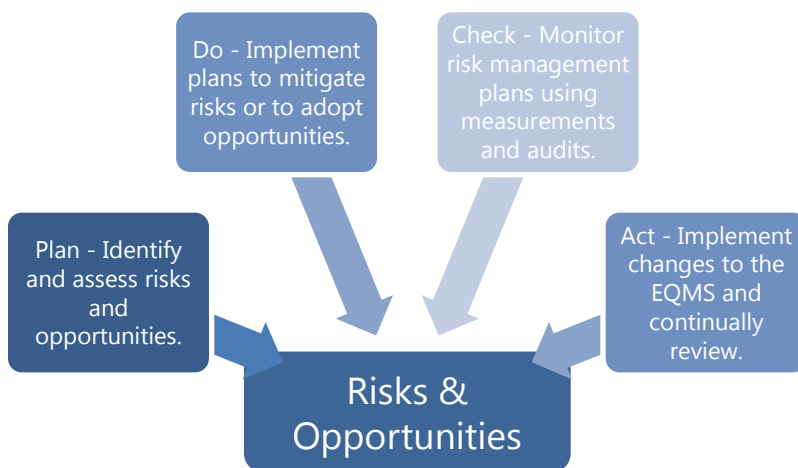 Plan - Identify
and assess risks
and
opportunities.
Do - Implement
plans to mitigate
risks or to adopt
opportunities.
Check - Monitor
risk management
plans using
measurements
and audits.
Act - Implement
changes to the
EQMS and
continually
review.
Risks &
Opportunities